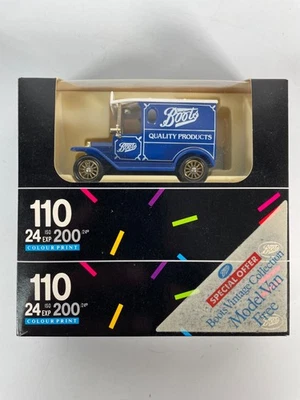 Boots
QUALITY PRODUCTS
Boots
110
24 EXP ISO 200
COLOUR PRINT
110
24 EXP ISO 200
COLOUR PRINT
Boots
SPECIAL OFFER
Boots Vintage Collection
Model Van
Free